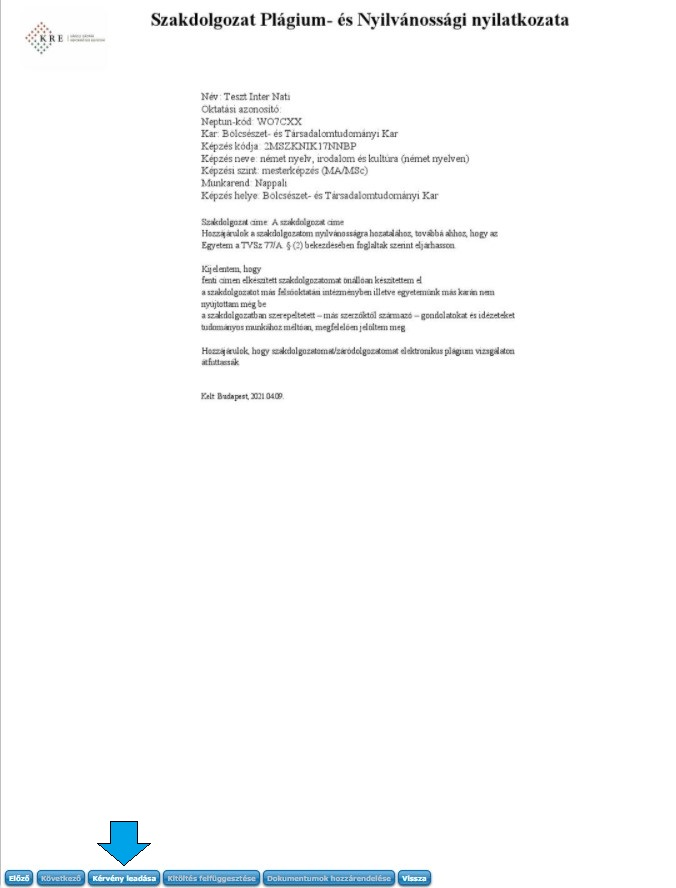 Szakdolgozat Plágium- és Nyilvánossági nyilatkozata
KRE
Név: Teszt Inter Nati
Oktatási azonosító:
Neptun-kód: WO7CXX
Kar: Bölcsészet- és Társadalomtudományi Kar
Képzés kódja: 2MSZKNIK17NNBP
Képzés neve: német nyelv, irodalom és kultúra (német nyelven)
Képzési szint: mesterképzés (MA/MSc)
Munkarend: Nappali
Képzés helye: Bölcsészet- és Társadalomtudományi Kar
Szakdolgozat címe: A szakdolgozat címe
Hozzájárulok a szakdolgozatom nyilvánosságra hozatalához, továbbá ahhoz, hogy az
Egyetem a TVSz 77/A. § (2) bekezdésében foglaltak szerint eljárhasson.
Kijelentem, hogy
fenti címen elkészített szakdolgozatomat önállóan készítettem el
a szakdolgozatot más felsőoktatási intézményben illetve egyetemünk más karán nem
nyújtottam még be
a szakdolgozatban szerepeltetett – más szerzőktől származó – gondolatokat és idézeteket
tudományos munkához méltóan, megfelelően jelöltem meg.
Hozzájárulok, hogy szakdolgozatomat/záródolgozatomat elektronikus plágium vizsgálaton
átfuttassák
Kelt: Budapest, 2021.04.09.
Előző Következő Kérvény leadása Kitöltés felfüggesztése Dokumentumok hozzárendelése Vissza